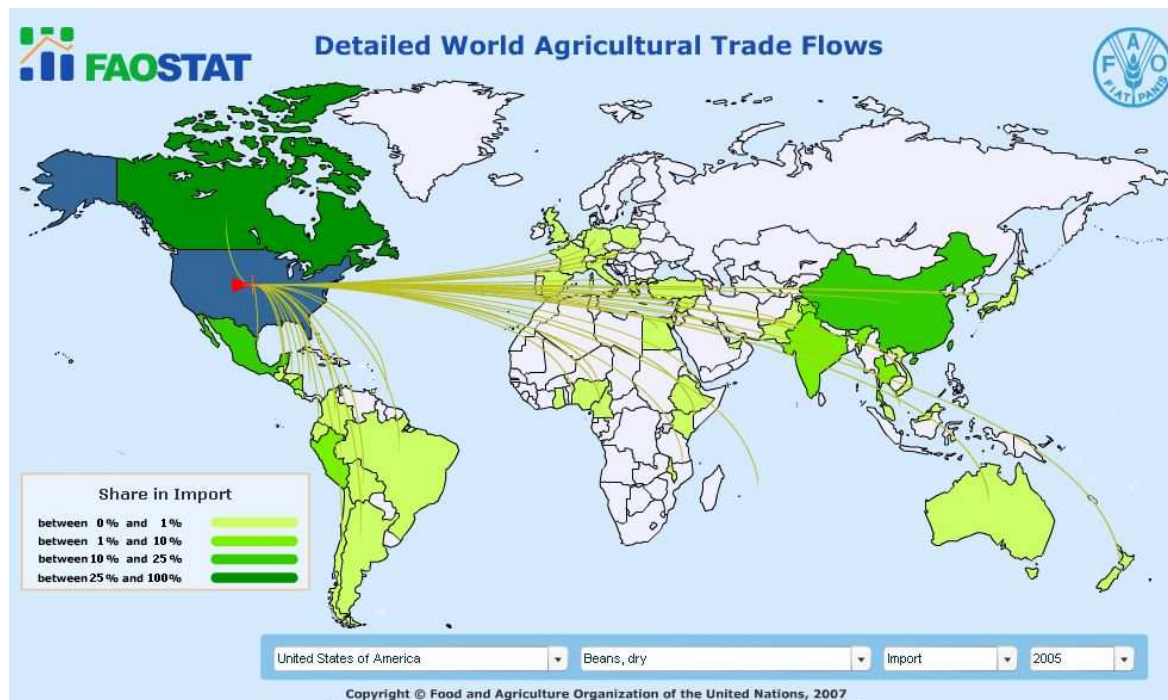 FAOSTAT
Detailed World Agricultural Trade Flows
F A O
FIAT PANIS
Share in Import
between 0% and 1%
between 1% and 10%
between 10% and 25%
between 25% and 100%
United States of America
Beans, dry
Import
2005
Copyright © Food and Agriculture Organization of the United Nations, 2007